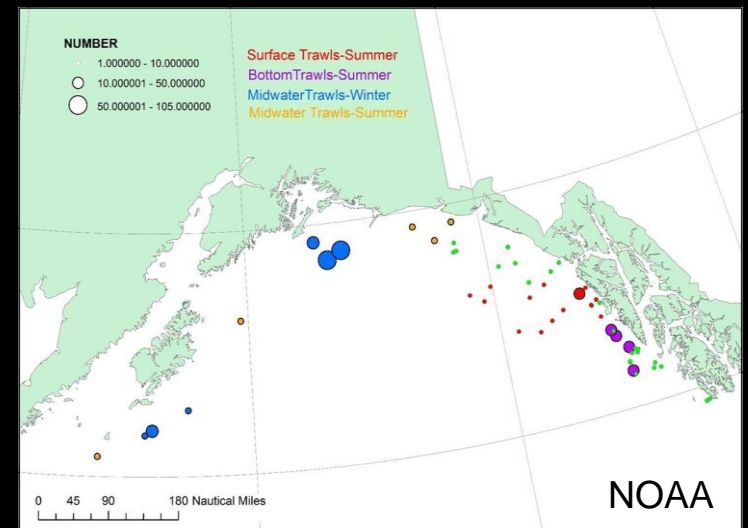 NUMBER
1.000000 - 10.000000
10.000001 - 50.000000
50.000001 - 105.000000
Surface Trawls-Summer
BottomTrawls-Summer
MidwaterTrawls-Winter
Midwater Trawls-Summer
0 45 90 180 Nautical Miles
NOAA